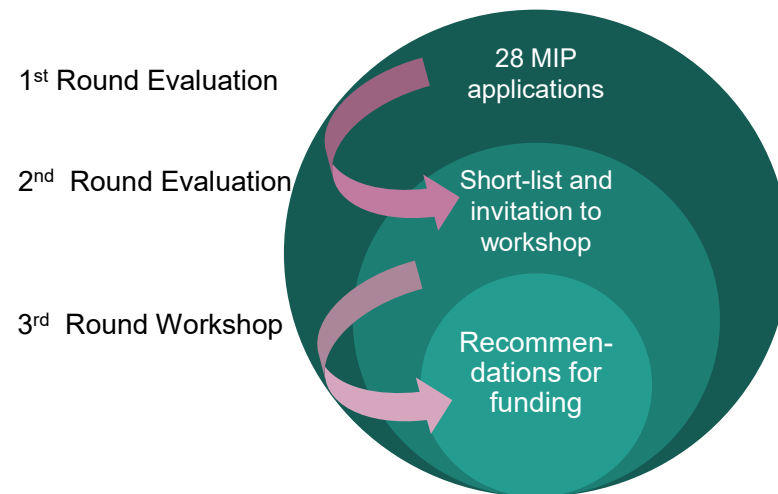 1st Round Evaluation
28 MIP
applications
2nd Round Evaluation
Short-list and
invitation to
workshop
3rd Round Workshop
Recommen-
dations for
funding